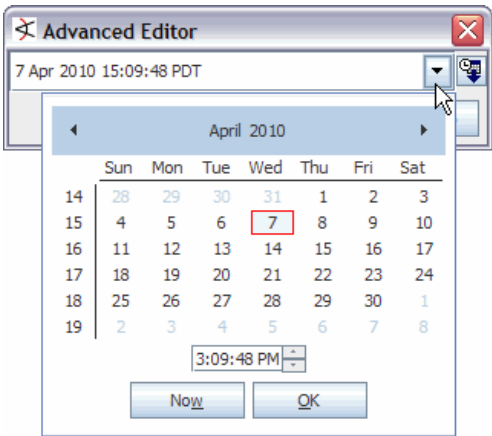 Advanced Editor
7 Apr 2010 15:09:48 PDT
April 2010
Sun Mon Tue Wed Thu Fri Sat
14 28 29 30 31 1 2 3
15 4 5 6 7 8 9 10
16 11 12 13 14 15 16 17
17 18 19 20 21 22 23 24
18 25 26 27 28 29 30 1
19 2 3 4 5 6 7 8
3:09:48 PM
Now OK